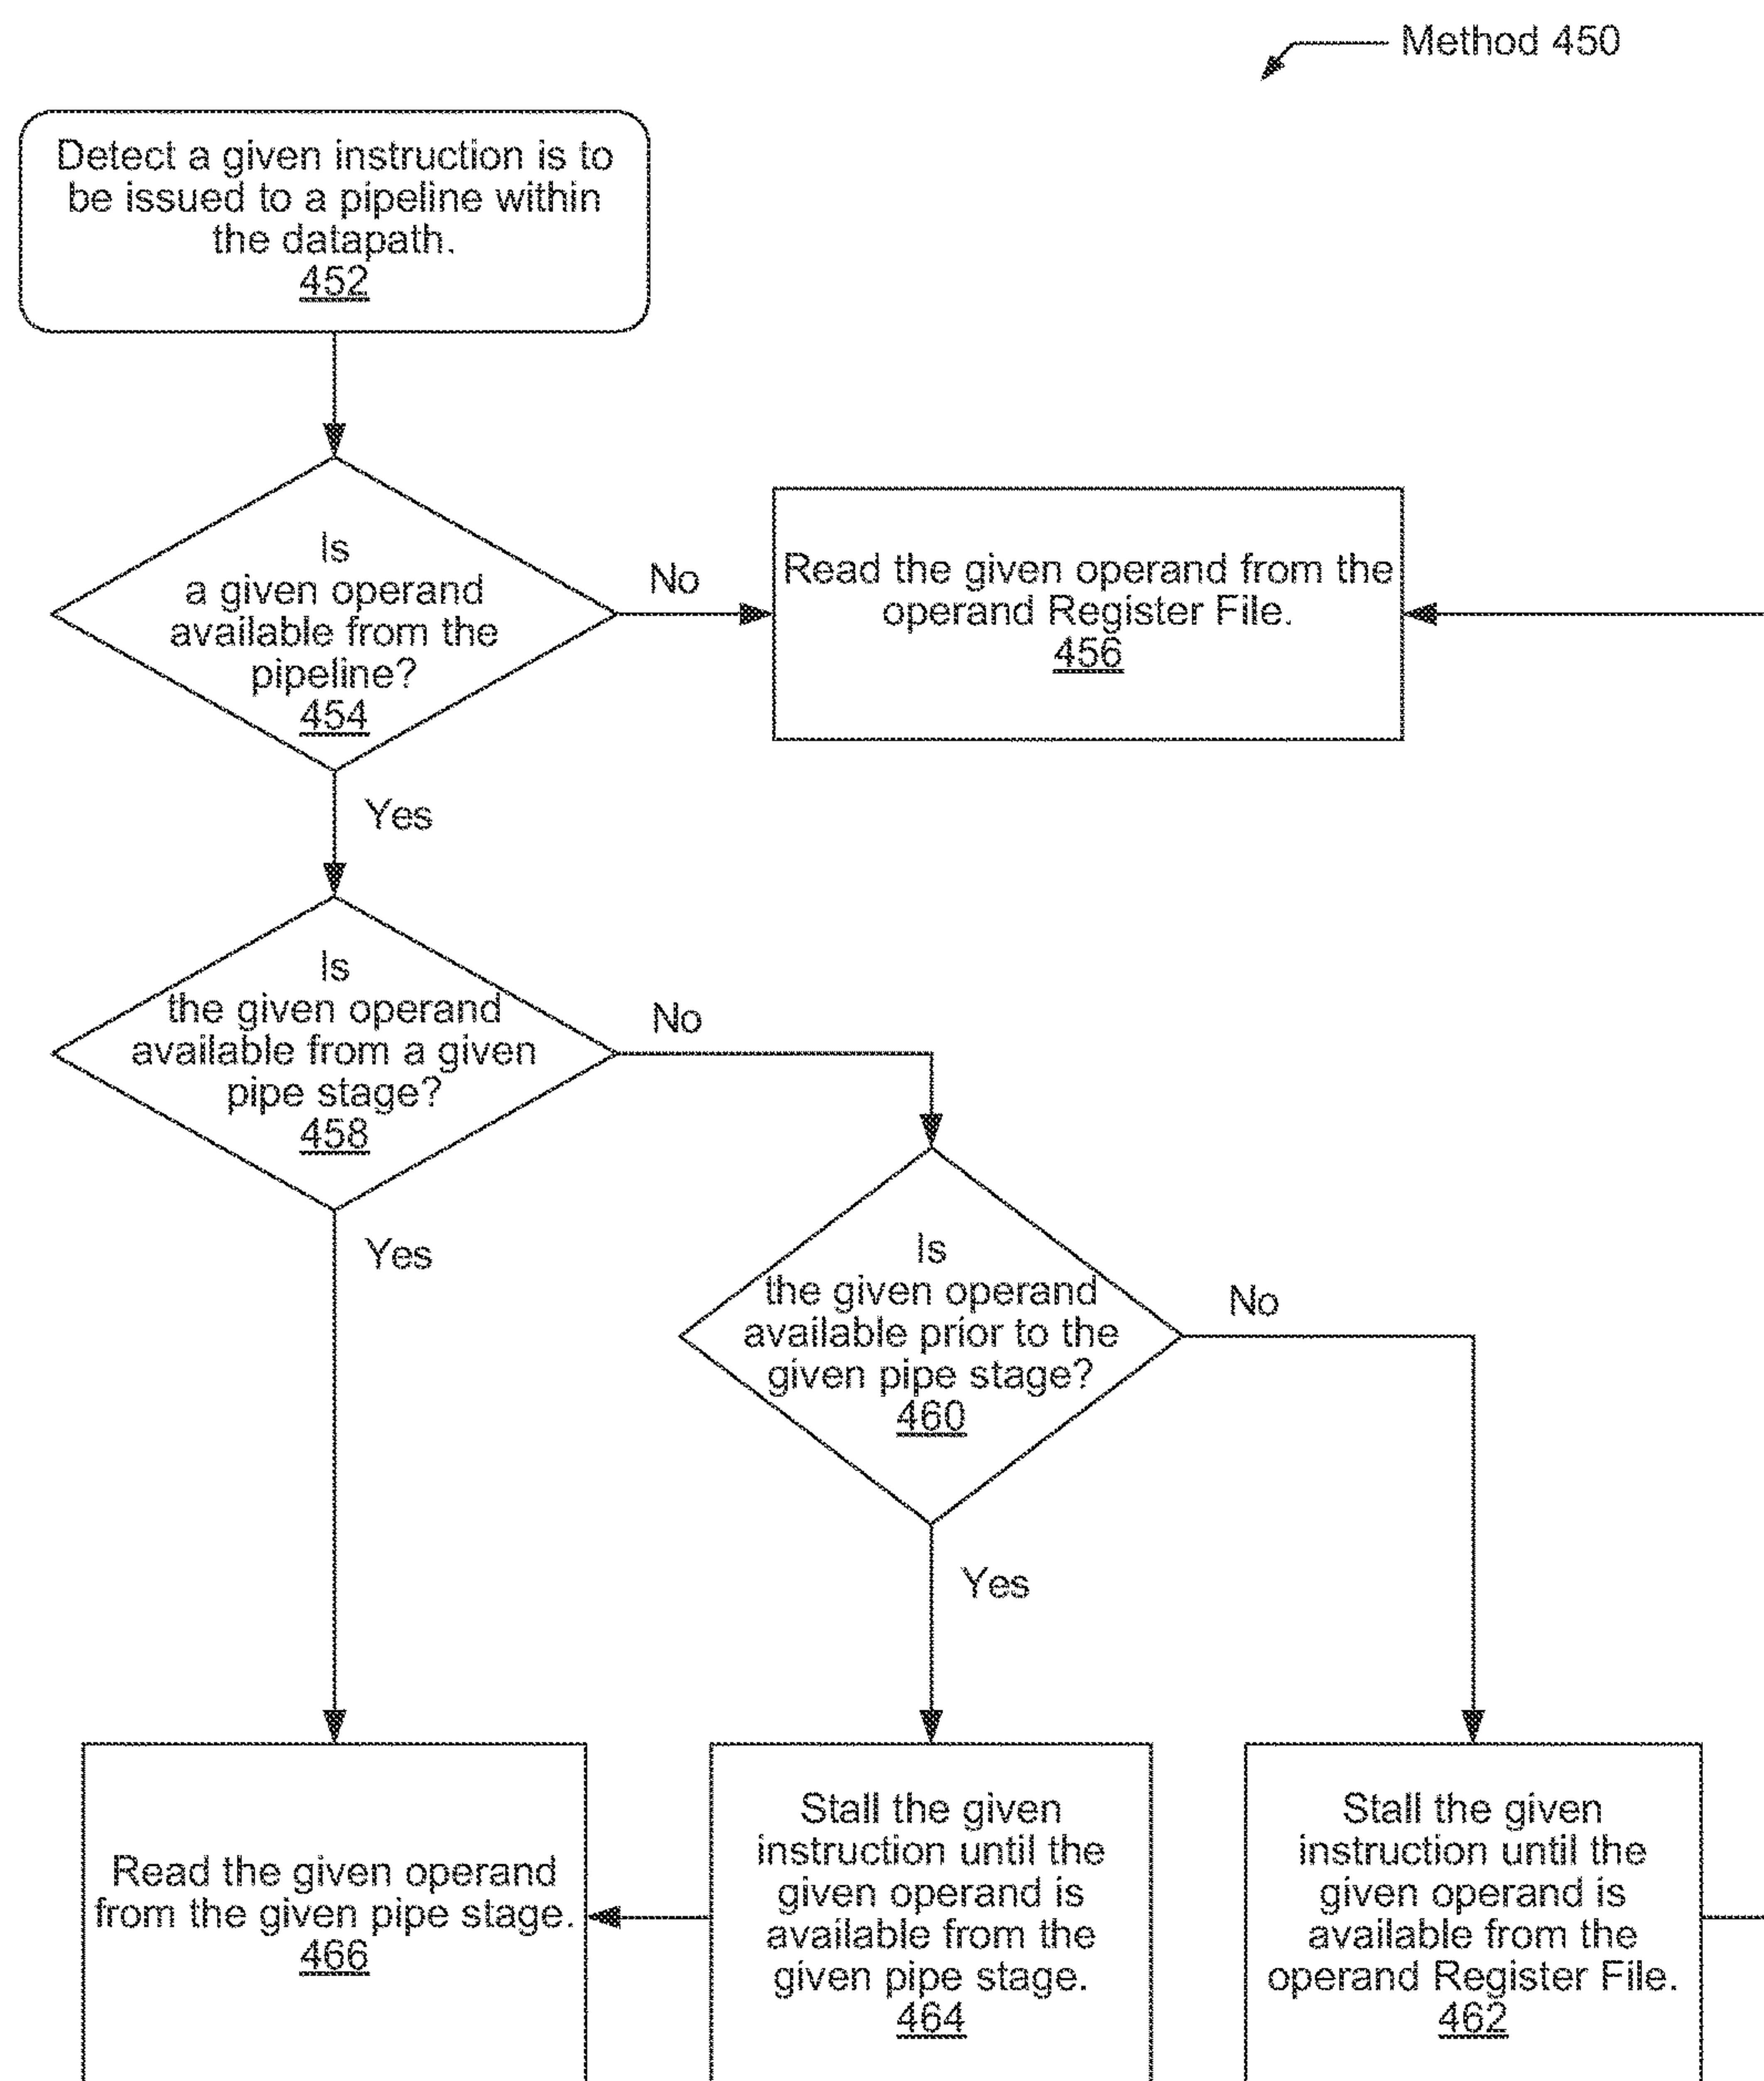 Method 450
Detect a given instruction is to
be issued to a pipeline within
the datapath.
452
Is
a given operand
available from the
pipeline?
454
No
Read the given operand from the
operand Register File.
456
Yes
Is
the given operand
available from a given
pipe stage?
458
No
Yes
Is
the given operand
available prior to the
given pipe stage?
460
No
Yes
Read the given operand
from the given pipe stage.
466
Stall the given
instruction until the
given operand is
available from the
given pipe stage.
464
Stall the given
instruction until the
given operand is
available from the
operand Register File.
462